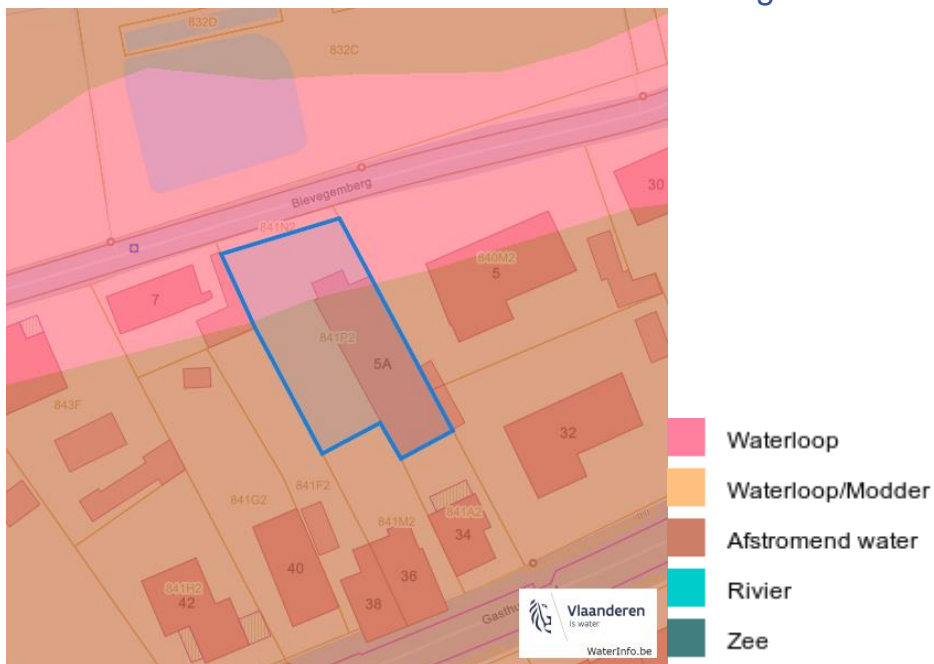 832D
832C
Bievegemberg
841N2
30
840M2
5
7
841P2
5A
843F
32
841G2
841F2
841M2
841A2
34
40
36
841H2
42
38
Vlaanderen
is water
WaterInfo.be
Waterloop
Waterloop/Modder
Afstromend water
Rivier
Zee